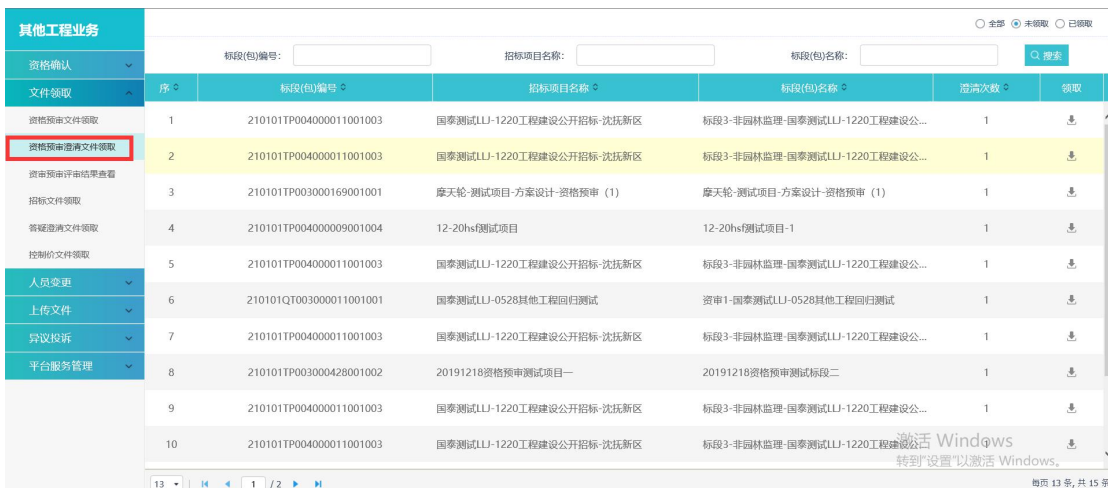 其他工程业务
全部 未领取 已领取
标段(包)编号: 招标项目名称: 标段(包)名称: 搜索
资格确认
文件领取
资格预审文件领取
资格预审澄清文件领取
资审预审评审结果查看
招标文件领取
答疑澄清文件领取
控制价文件领取
人员变更
上传文件
异议投诉
平台服务管理
序 标段(包)编号 招标项目名称 标段(包)名称 澄清次数 领取
1 210101TP004000011001003 国泰测试LLJ-1220工程建设公开招标-沈抚新区 标段3-非园林监理-国泰测试LLJ-1220工程建设公... 1
2 210101TP004000011001003 国泰测试LLJ-1220工程建设公开招标-沈抚新区 标段3-非园林监理-国泰测试LLJ-1220工程建设公... 1
3 210101TP003000169001001 摩天轮-测试项目-方案设计-资格预审（1） 摩天轮-测试项目-方案设计-资格预审（1） 1
4 210101TP004000009001004 12-20hsf测试项目 12-20hsf测试项目-1 1
5 210101TP004000011001003 国泰测试LLJ-1220工程建设公开招标-沈抚新区 标段3-非园林监理-国泰测试LLJ-1220工程建设公... 1
6 210101QT003000011001001 国泰测试LLJ-0528其他工程回归测试 资审1-国泰测试LLJ-0528其他工程回归测试 1
7 210101TP004000011001003 国泰测试LLJ-1220工程建设公开招标-沈抚新区 标段3-非园林监理-国泰测试LLJ-1220工程建设公... 1
8 210101TP003000428001002 20191218资格预审测试项目一 20191218资格预审测试标段二 1
9 210101TP004000011001003 国泰测试LLJ-1220工程建设公开招标-沈抚新区 标段3-非园林监理-国泰测试LLJ-1220工程建设公... 1
10 210101TP004000011001003 国泰测试LLJ-1220工程建设公开招标-沈抚新区 标段3-非园林监理-国泰测试LLJ-1220工程建设公... 1
激活 Windows
转到"设置"以激活 Windows。
13 1 / 2 每页 13 条, 共 15 条